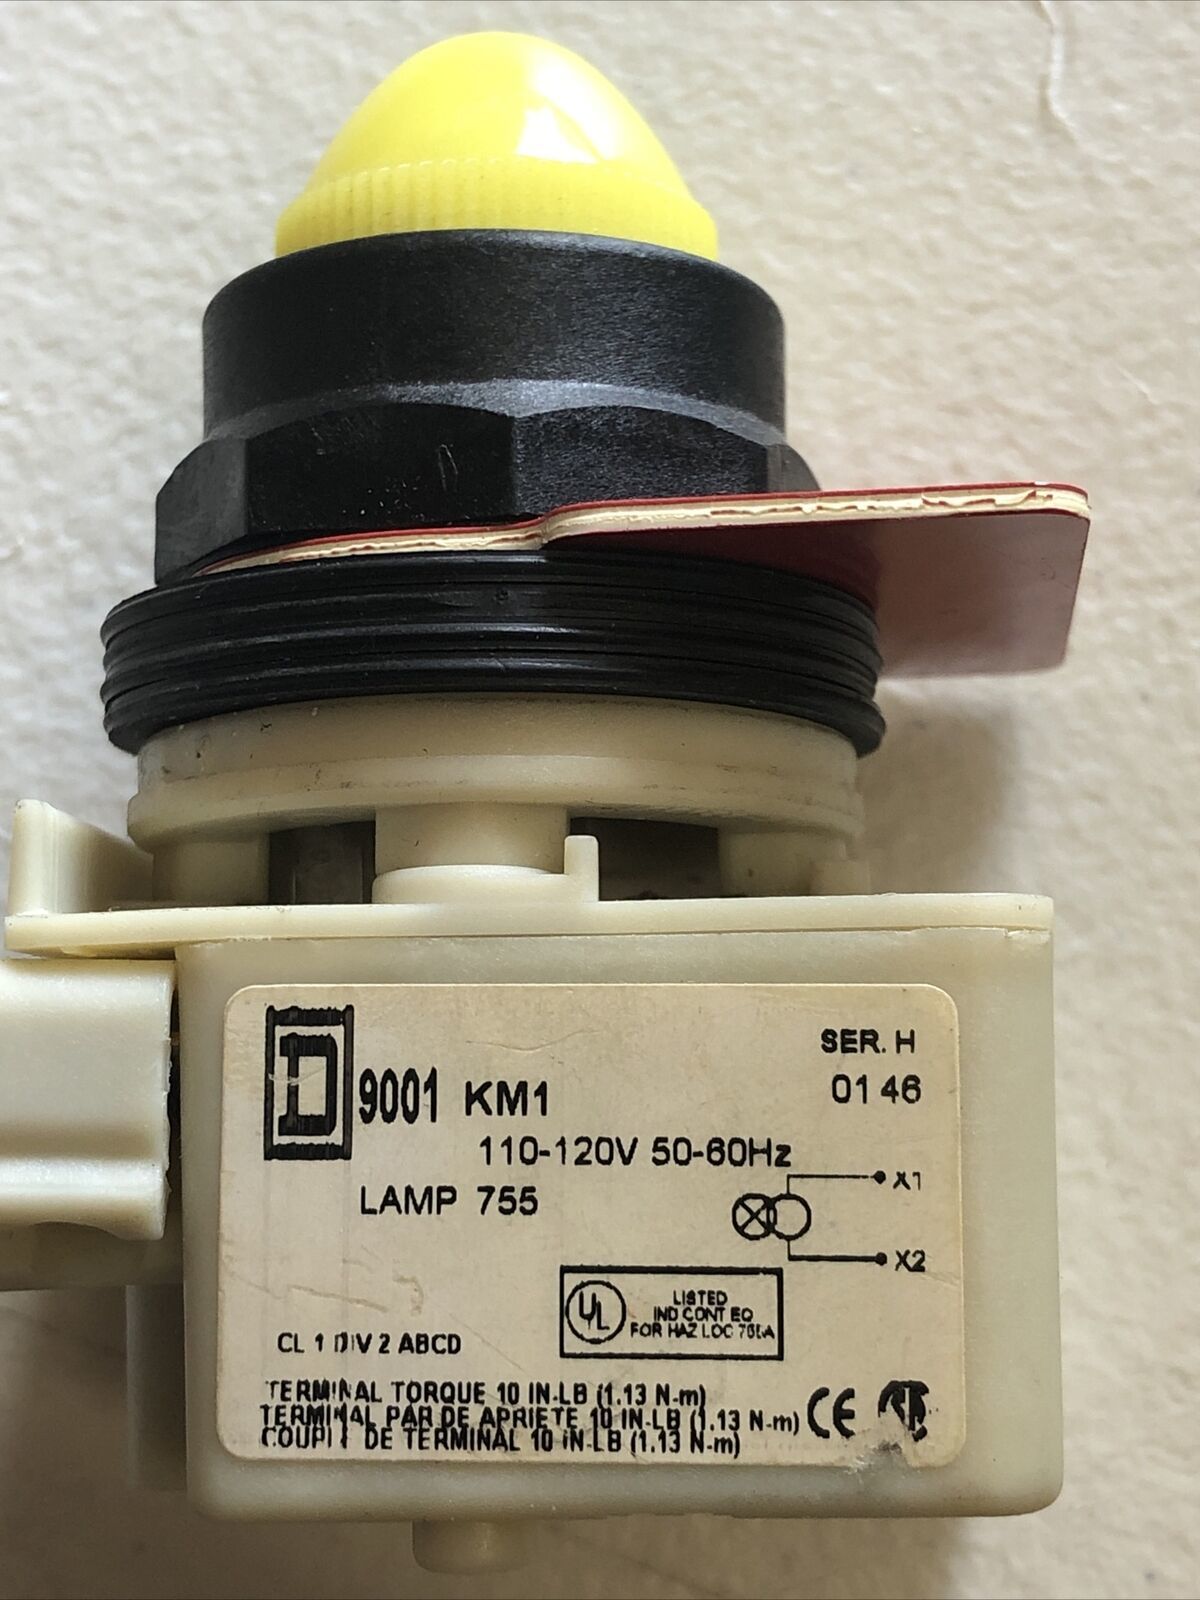 D 9001 KM1
SER. H
01 46
110-120V 50-60Hz
LAMP 755
X1
X2
UL
LISTED
IND CONT EQ
FOR HAZ LOC
CL 1 DIV 2 ABCD
TERMINAL TORQUE 10 IN-LB (1.13 N-m)
TERMINAL PAR DE APRIETE 10 IN-LB (1.13 N-m)
DE TERMINAL 10 IN-LB (1.13 N-m)
CE